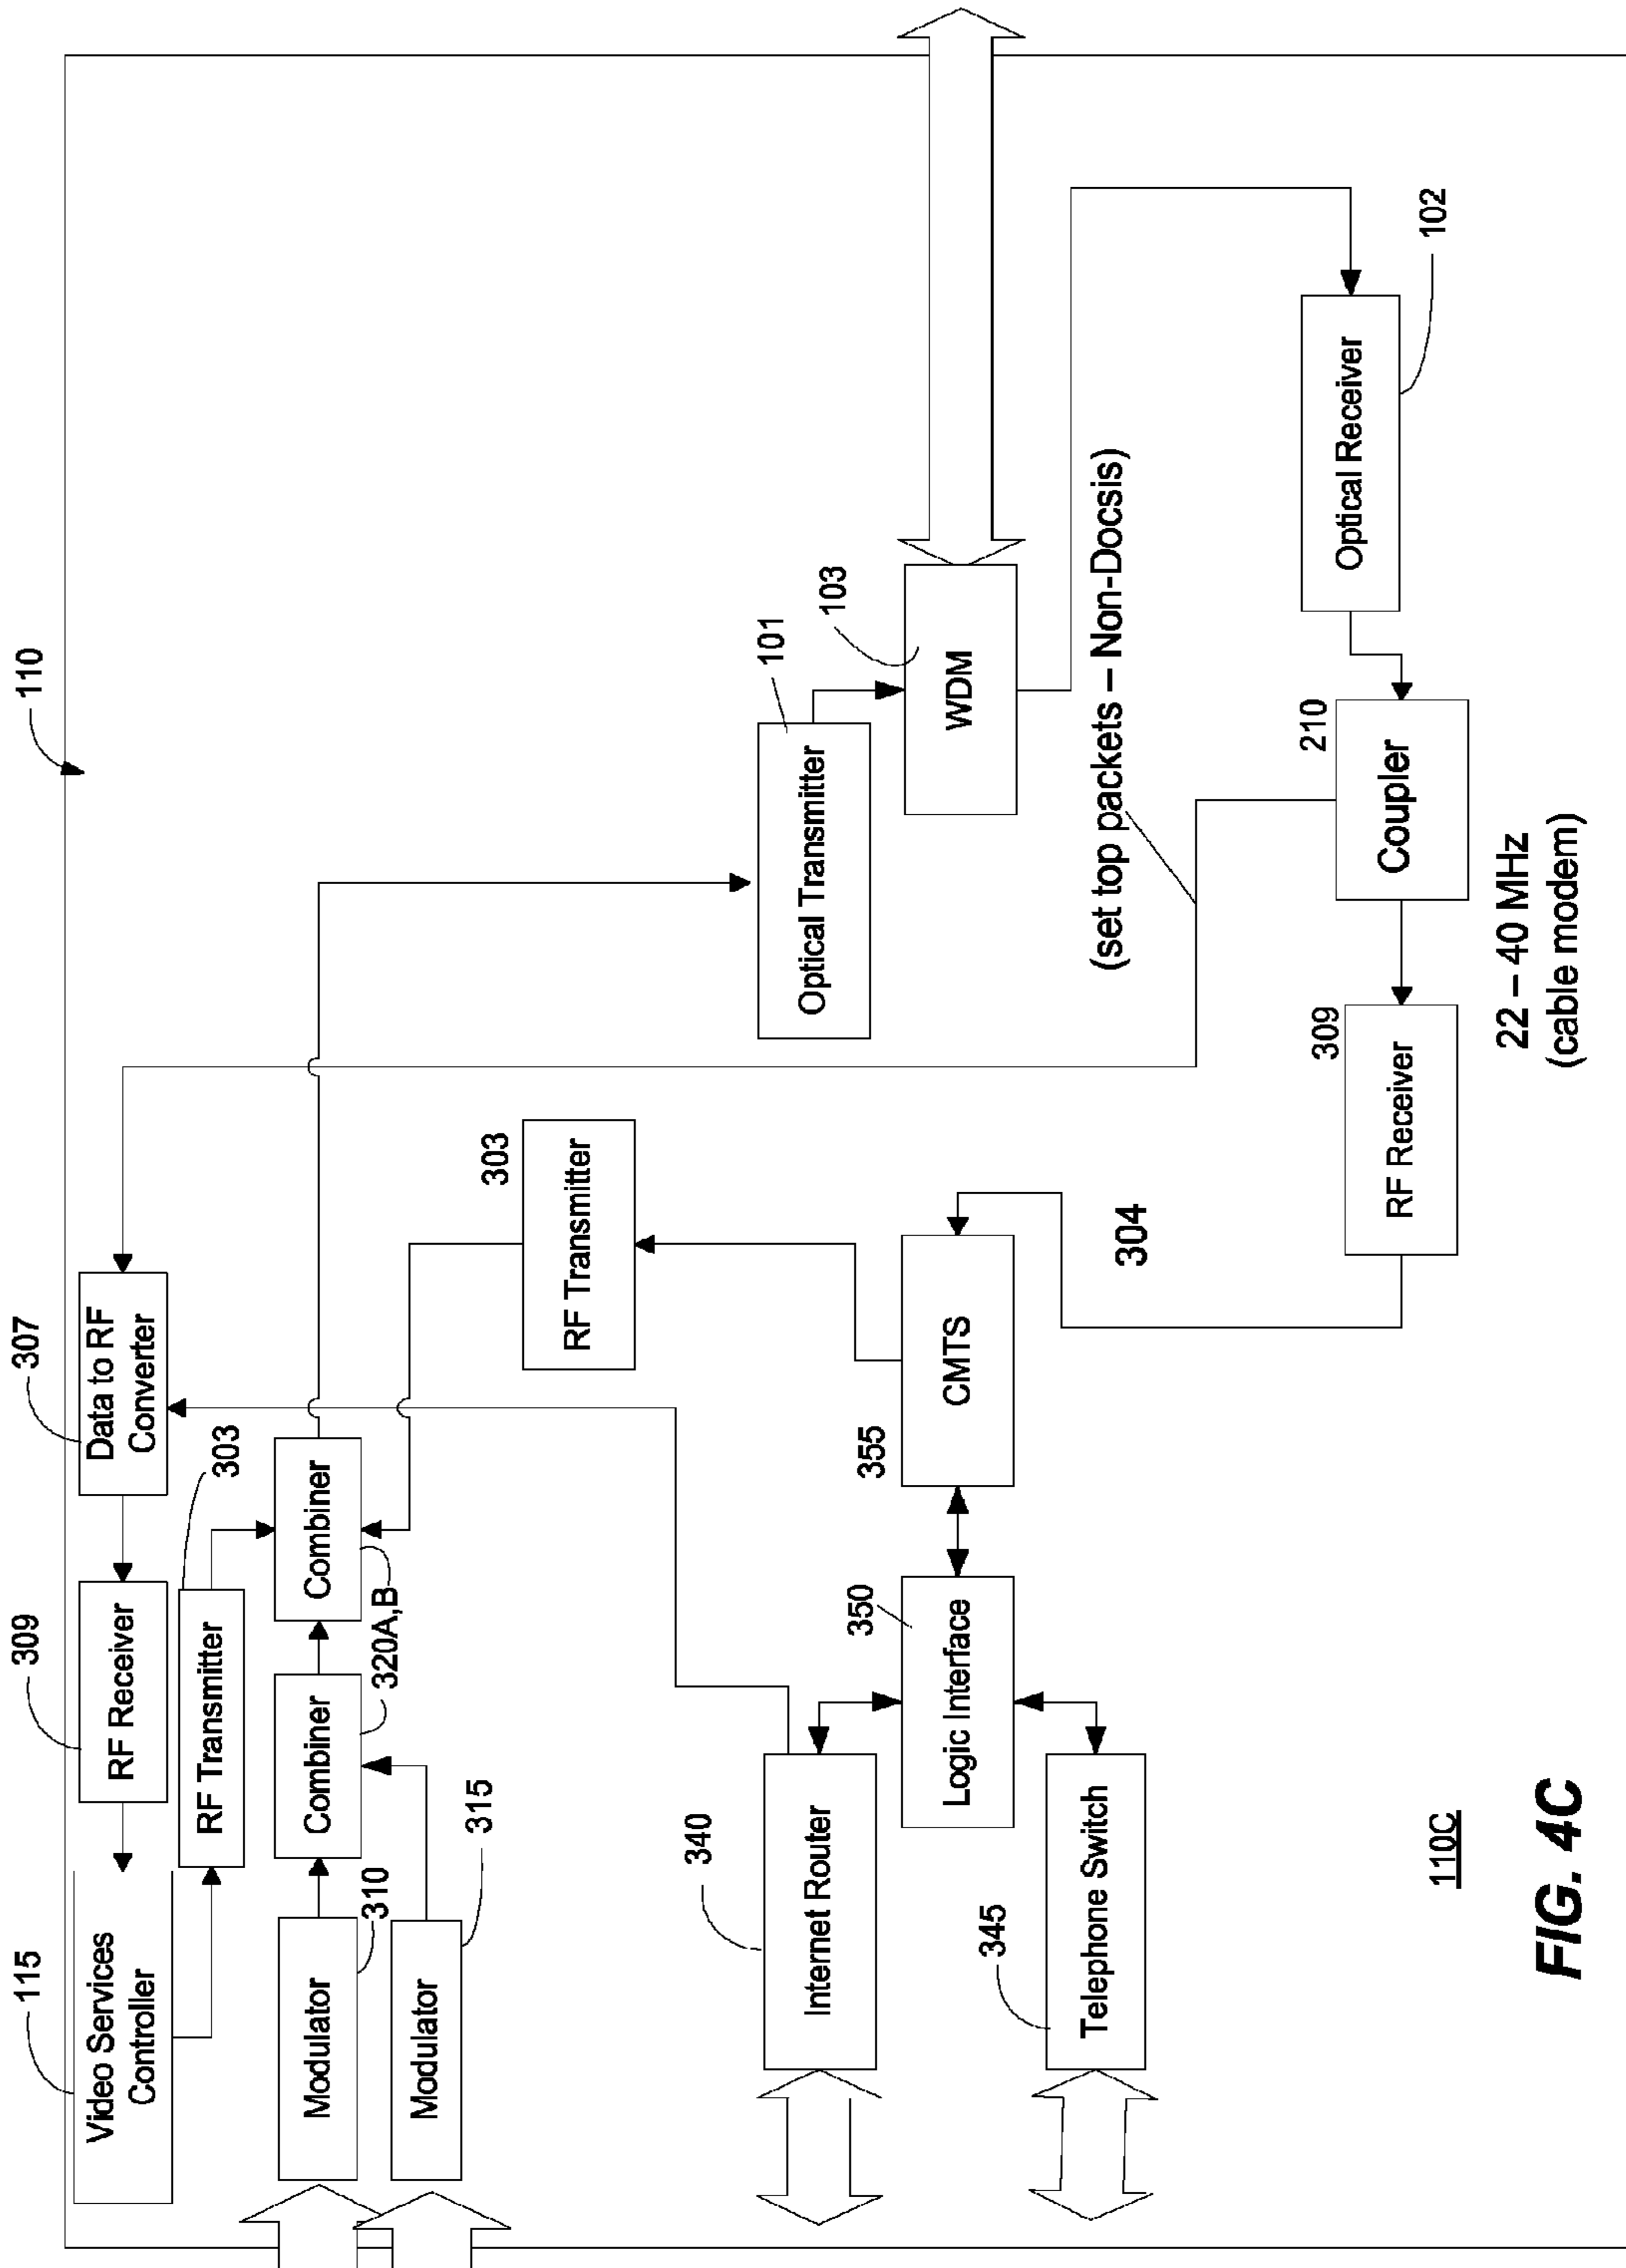 110
115
Video Services
Controller
309
RF Receiver
307
Data to RF
Converter
RF Transmitter
303
Modulator
310
Combiner
320A,B
Combiner
Modulator
315
303
RF Transmitter
101
Optical Transmitter
103
WDM
340
Internet Router
350
Logic Interface
355
CMTS
345
Telephone Switch
304
(set top packets – Non-Docsis)
309
RF Receiver
210
Coupler
Optical Receiver
102
22 – 40 MHz
(cable modem)
110C
FIG. 4C